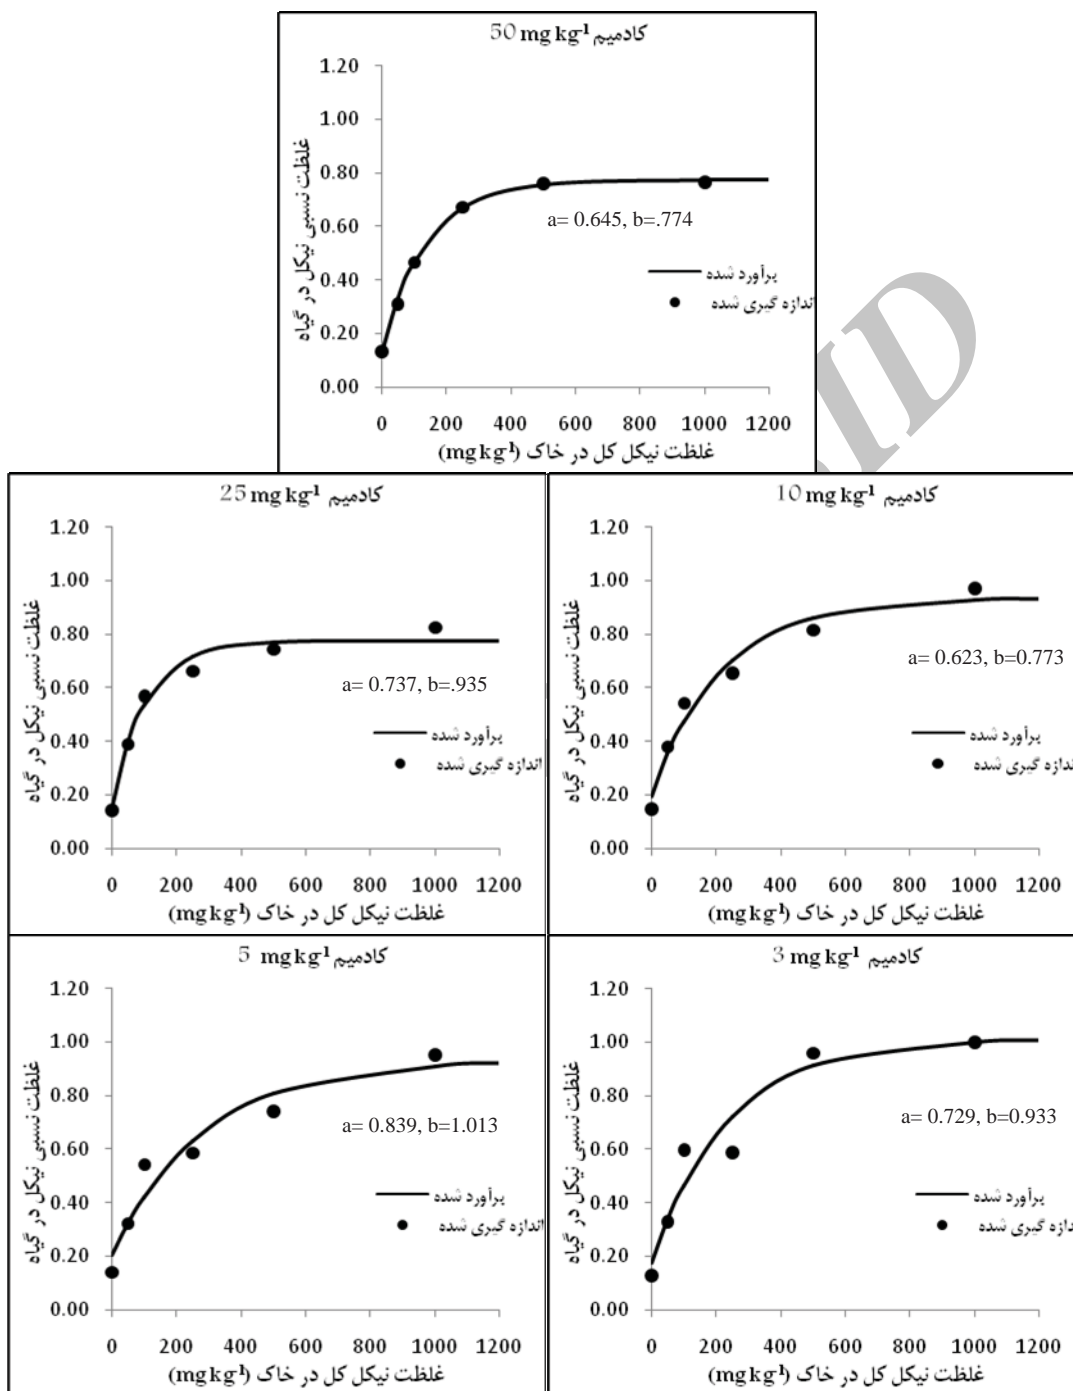 کادمیم 50 mg kg-1
1.20
1.00
0.80
0.60
0.40
0.20
0.00
غلظت نسبی نیکل در گیاه
a= 0.645, b=.774
برآورد شده
اندازه گیری شده
0 200 400 600 800 1000 1200
غلظت نیکل کل در خاک (mg kg-1)
کادمیم 25 mg kg-1
1.20
1.00
0.80
0.60
0.40
0.20
0.00
غلظت نسبی نیکل در گیاه
a= 0.737, b=.935
برآورد شده
اندازه گیری شده
0 200 400 600 800 1000 1200
غلظت نیکل کل در خاک (mg kg-1)
کادمیم 10 mg kg-1
1.20
1.00
0.80
0.60
0.40
0.20
0.00
غلظت نسبی نیکل در گیاه
a= 0.623, b=0.773
برآورد شده
اندازه گیری شده
0 200 400 600 800 1000 1200
غلظت نیکل کل در خاک (mg kg-1)
کادمیم 5 mg kg-1
1.20
1.00
0.80
0.60
0.40
0.20
0.00
غلظت نسبی نیکل در گیاه
a= 0.839, b=1.013
برآورد شده
اندازه گیری شده
0 200 400 600 800 1000 1200
غلظت نیکل کل در خاک (mg kg-1)
کادمیم 3 mg kg-1
1.20
1.00
0.80
0.60
0.40
0.20
0.00
غلظت نسبی نیکل در گیاه
a= 0.729, b=0.933
برآورد شده
اندازه گیری شده
0 200 400 600 800 1000 1200
غلظت نیکل کل در خاک (mg kg-1)